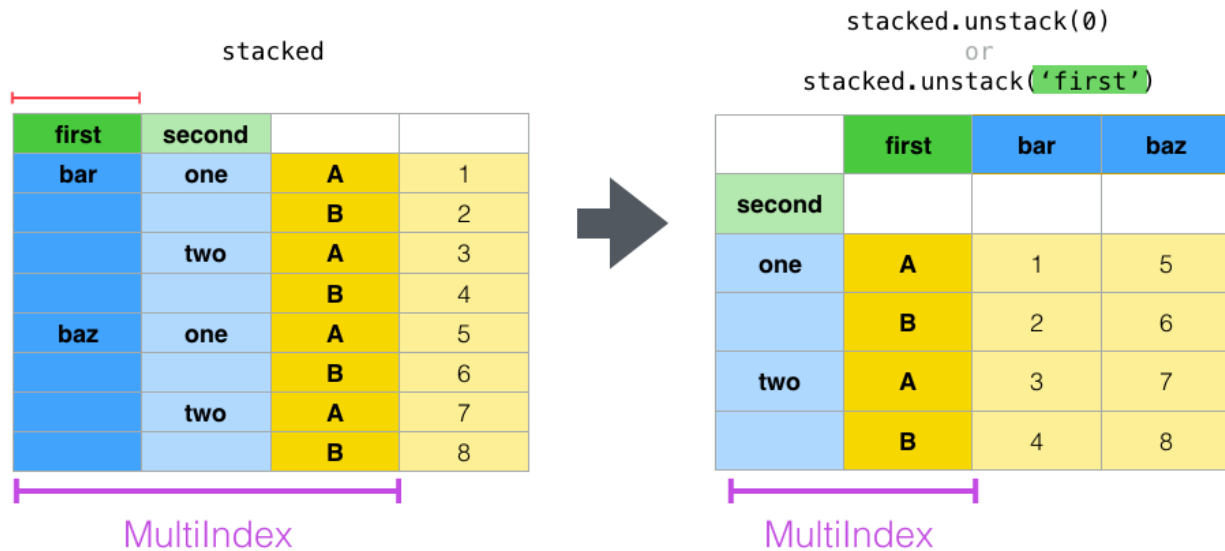 stacked
first second
bar one A 1
B 2
two A 3
B 4
baz one A 5
B 6
two A 7
B 8
MultiIndex
stacked.unstack(0)
or
stacked.unstack(‘first’)
first bar baz
second
one A 1 5
B 2 6
two A 3 7
B 4 8
MultiIndex